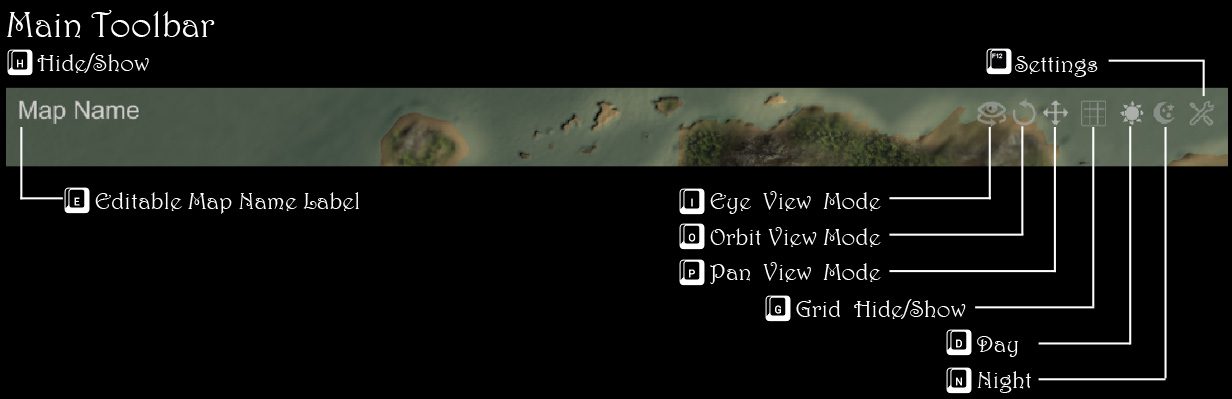 Main Toolbar
H Hide/Show
F12 Settings
Map Name
E Editable Map Name Label
I Eye View Mode
O Orbit View Mode
P Pan View Mode
G Grid Hide/Show
D Day
N Night